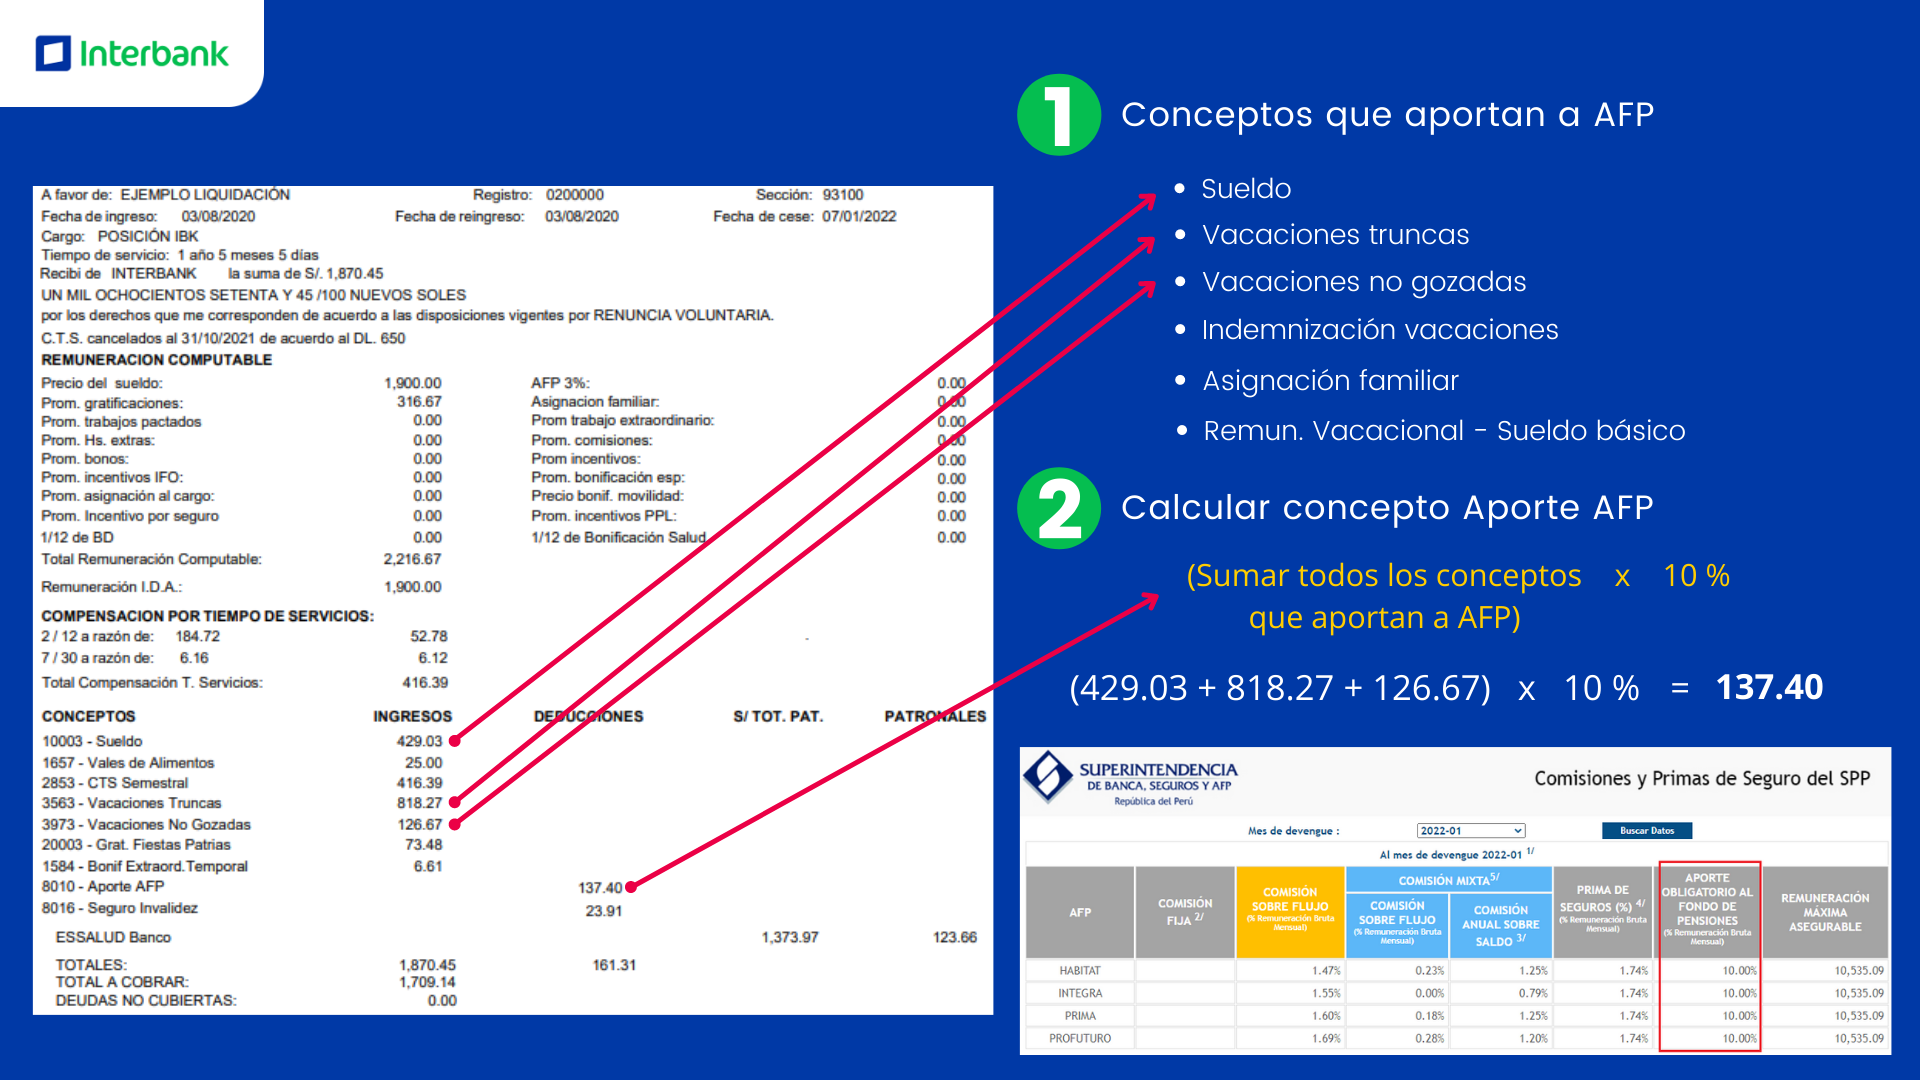 Interbank
A favor de: EJEMPLO LIQUIDACIÓN Registro: 0200000 Sección: 93100
Fecha de ingreso: 03/08/2020 Fecha de reingreso: 03/08/2020 Fecha de cese: 07/01/2022
Cargo: POSICIÓN IBK
Tiempo de servicio: 1 año 5 meses 5 días
Recibi de INTERBANK la suma de S/. 1,870.45
UN MIL OCHOCIENTOS SETENTA Y 45 /100 NUEVOS SOLES
por los derechos que me corresponden de acuerdo a las disposiciones vigentes por RENUNCIA VOLUNTARIA.
C.T.S. cancelados al 31/10/2021 de acuerdo al DL. 650
REMUNERACION COMPUTABLE
Precio del sueldo: 1,900.00 AFP 3%: 0.00
Prom. gratificaciones: 316.67 Asignacion familiar: 0.00
Prom. trabajos pactados 0.00 Prom trabajo extraordinario: 0.00
Prom. Hs. extras: 0.00 Prom. comisiones: 0.00
Prom. bonos: 0.00 Prom incentivos: 0.00
Prom. incentivos IFO: 0.00 Prom. bonificación esp: 0.00
Prom. asignación al cargo: 0.00 Precio bonif. movilidad: 0.00
Prom. Incentivo por seguro 0.00 Prom. incentivos PPL: 0.00
1/12 de BD 0.00 1/12 de Bonificación Salud 0.00
Total Remuneración Computable: 2,216.67
Remuneración I.D.A.: 1,900.00
COMPENSACION POR TIEMPO DE SERVICIOS:
2 / 12 a razón de: 184.72 52.78
7 / 30 a razón de: 6.16 6.12
Total Compensación T. Servicios: 416.39
CONCEPTOS INGRESOS DEDUCCIONES S/ TOT. PAT. PATRONALES
10003 - Sueldo 429.03
1657 - Vales de Alimentos 25.00
2853 - CTS Semestral 416.39
3563 - Vacaciones Truncas 818.27
3973 - Vacaciones No Gozadas 126.67
20003 - Grat. Fiestas Patrias 73.48
1584 - Bonif Extraord.Temporal 6.61
8010 - Aporte AFP 137.40
8016 - Seguro Invalidez 23.91
ESSALUD Banco 1,373.97 123.66
TOTALES: 1,870.45 161.31
TOTAL A COBRAR: 1,709.14
DEUDAS NO CUBIERTAS: 0.00
1 Conceptos que aportan a AFP
• Sueldo
• Vacaciones truncas
• Vacaciones no gozadas
• Indemnización vacaciones
• Asignación familiar
• Remun. Vacacional - Sueldo básico
2 Calcular concepto Aporte AFP
(Sumar todos los conceptos x 10 %
que aportan a AFP)
(429.03 + 818.27 + 126.67) x 10 % = 137.40
SUPERINTENDENCIA
DE BANCA, SEGUROS Y AFP
República del Perú
Comisiones y Primas de Seguro del SPP
Mes de devengue : 2022-01 Buscar Datos
Al mes de devengue 2022-01 1/
AFP
COMISIÓN
FIJA 2/
COMISIÓN
SOBRE FLUJO
(% Remuneración Bruta
Mensual)
COMISIÓN MIXTA5/
COMISIÓN
SOBRE FLUJO
(% Remuneración Bruta
Mensual)
COMISIÓN
ANUAL SOBRE
SALDO 3/
PRIMA DE
SEGUROS (%) 4/
(% Remuneración Bruta
Mensual)
APORTE
OBLIGATORIO AL
FONDO DE
PENSIONES
(% Remuneración Bruta
Mensual)
REMUNERACIÓN
MÁXIMA
ASEGURABLE
HABITAT 1.47% 0.23% 1.25% 1.74% 10.00% 10,535.09
INTEGRA 1.55% 0.00% 0.79% 1.74% 10.00% 10,535.09
PRIMA 1.60% 0.18% 1.25% 1.74% 10.00% 10,535.09
PROFUTURO 1.69% 0.28% 1.20% 1.74% 10.00% 10,535.09